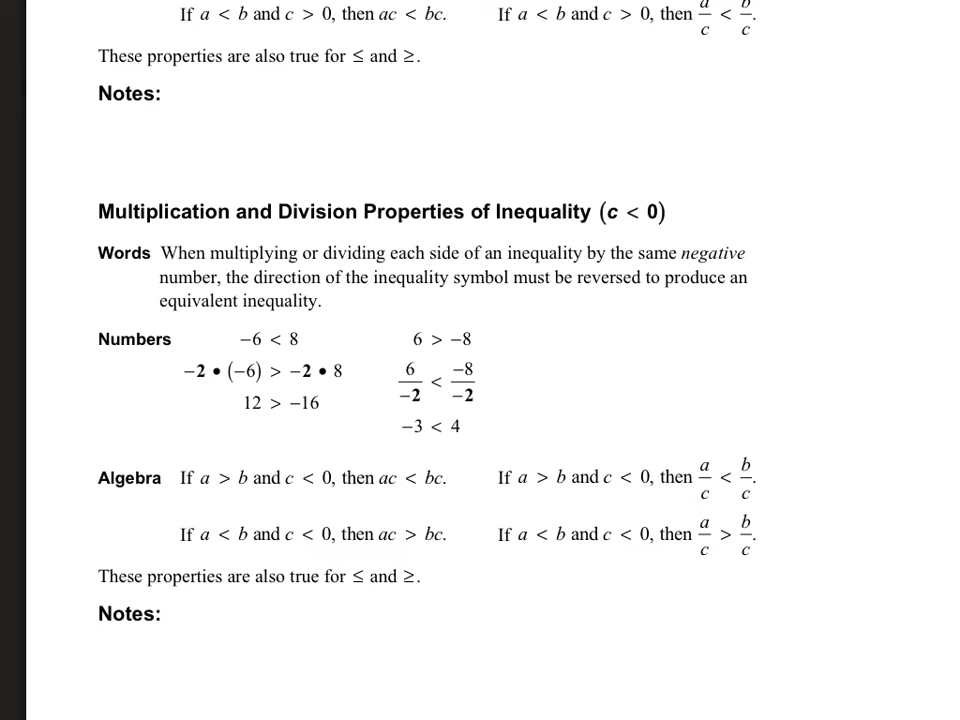 If a < b and c > 0, then ac < bc. If a < b and c > 0, then a/c < b/c.
These properties are also true for ≤ and ≥.
Notes:
Multiplication and Division Properties of Inequality (c < 0)
Words When multiplying or dividing each side of an inequality by the same negative
number, the direction of the inequality symbol must be reversed to produce an
equivalent inequality.
Numbers −6 < 8 6 > −8
−2 • (−6) > −2 • 8 6/−2 < −8/−2
12 > −16
−3 < 4
Algebra If a > b and c < 0, then ac < bc. If a > b and c < 0, then a/c < b/c.
If a < b and c < 0, then ac > bc. If a < b and c < 0, then a/c > b/c.
These properties are also true for ≤ and ≥.
Notes: